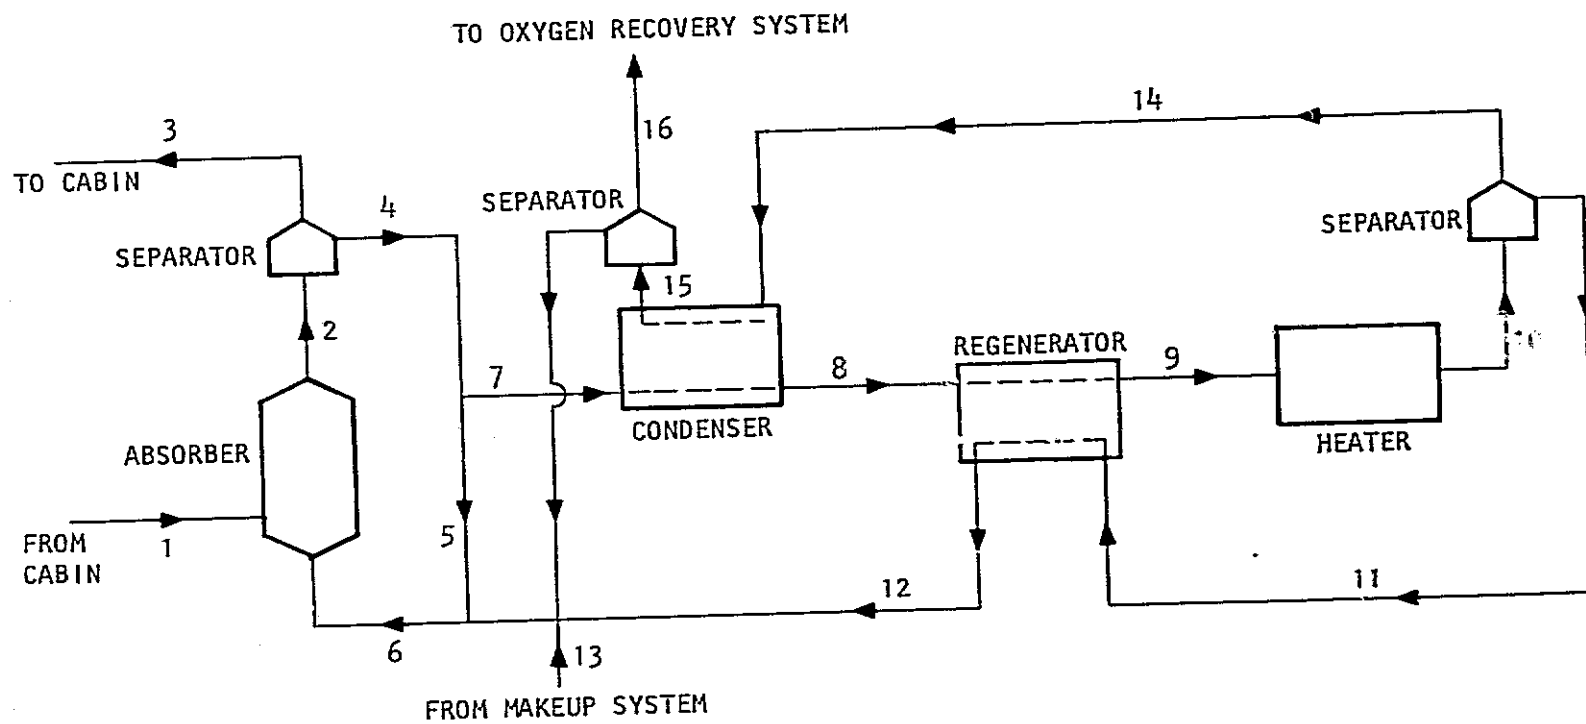 TO OXYGEN RECOVERY SYSTEM
14
3
16
TO CABIN
SEPARATOR
4
SEPARATOR
SEPARATOR
15
2
REGENERATOR
7
8
9
10
CONDENSER
HEATER
ABSORBER
FROM
CABIN
1
5
12
11
6
13
FROM MAKEUP SYSTEM